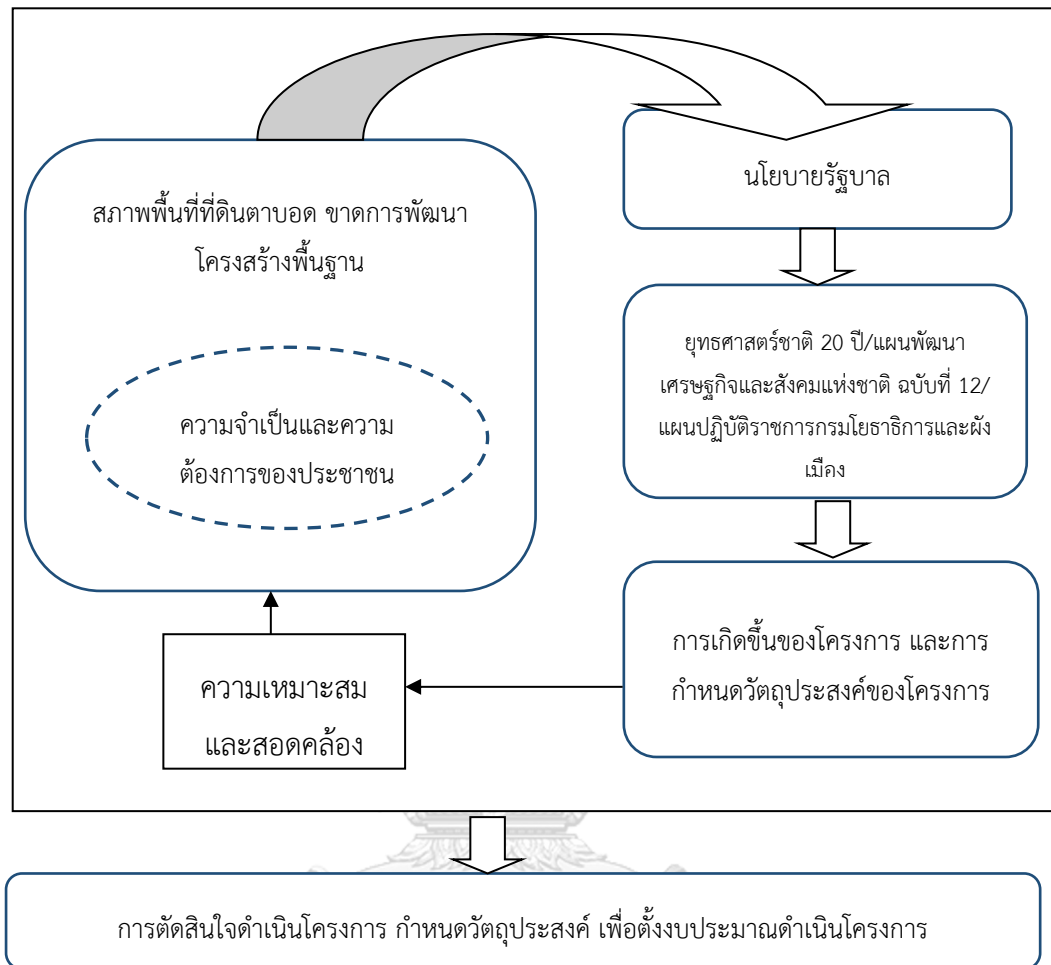 สภาพพื้นที่ที่ดินตาบอด ขาดการพัฒนา
โครงสร้างพื้นฐาน
ความจำเป็นและความ
ต้องการของประชาชน
นโยบายรัฐบาล
ยุทธศาสตร์ชาติ 20 ปี/แผนพัฒนา
เศรษฐกิจและสังคมแห่งชาติ ฉบับที่ 12/
แผนปฏิบัติราชการกรมโยธาธิการและผัง
เมือง
การเกิดขึ้นของโครงการ และการ
กำหนดวัตถุประสงค์ของโครงการ
ความเหมาะสม
และสอดคล้อง
การตัดสินใจดำเนินโครงการ กำหนดวัตถุประสงค์ เพื่อตั้งงบประมาณดำเนินโครงการ